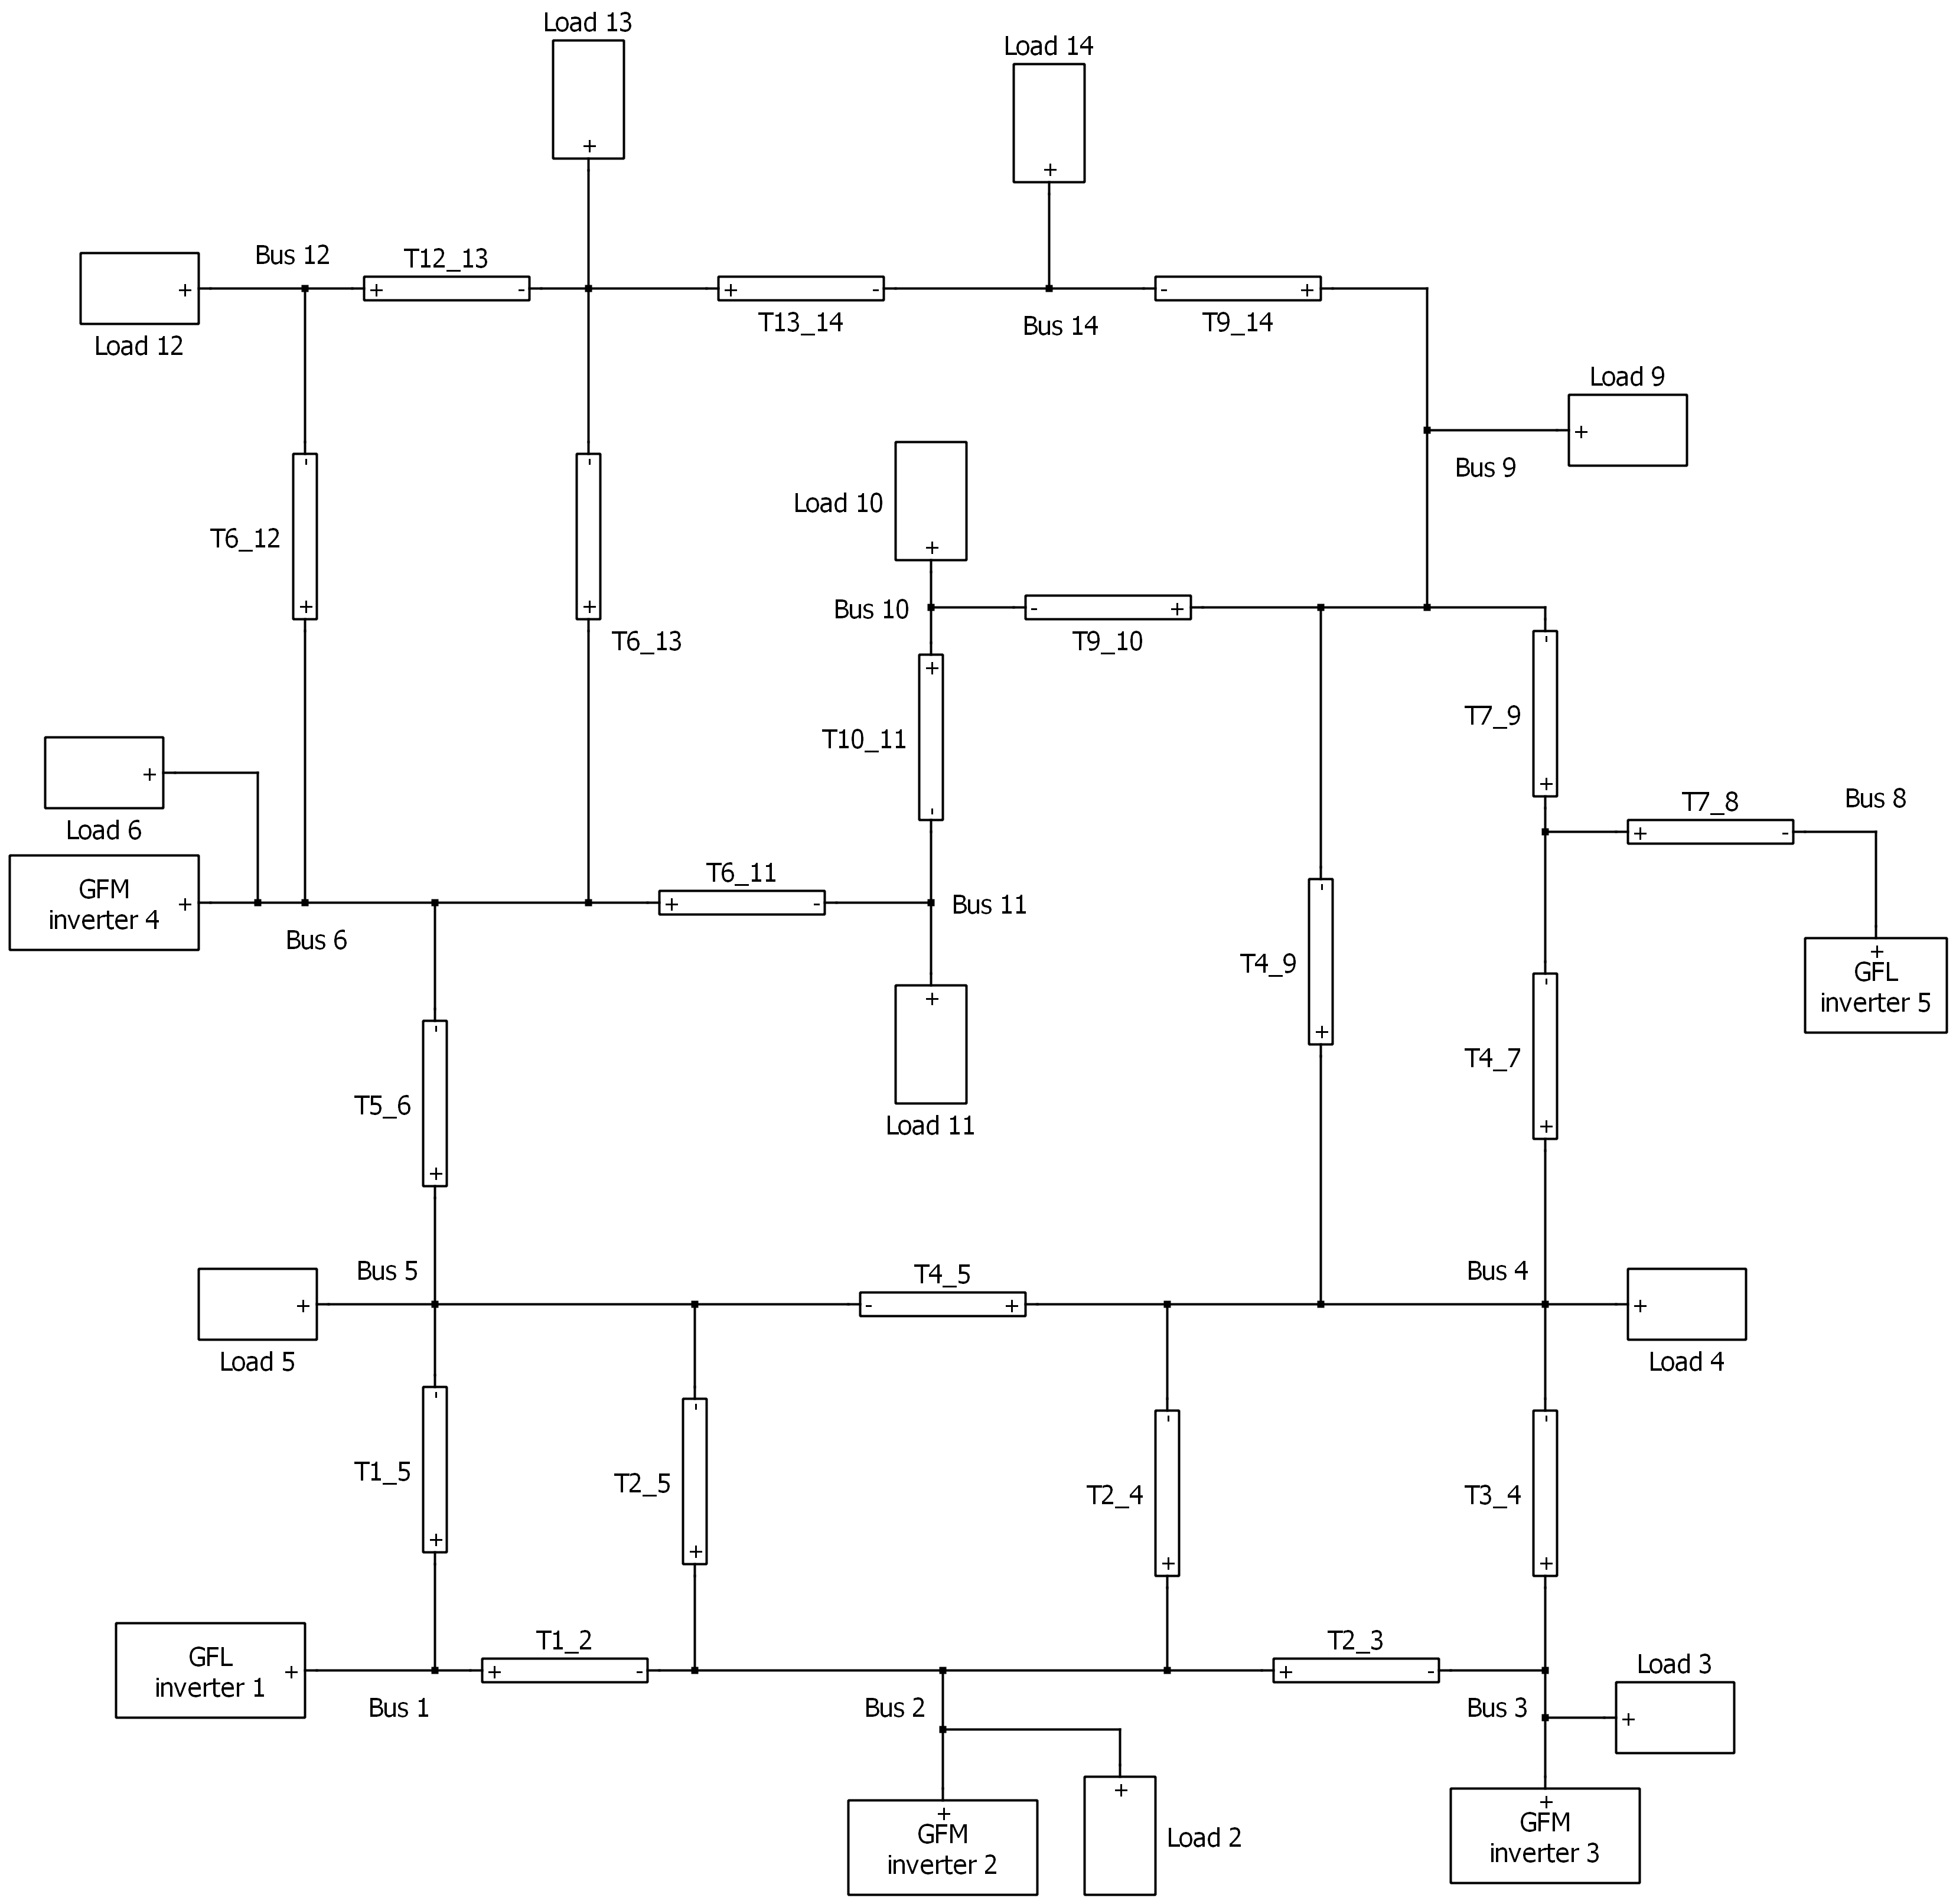 Load 13
Load 14
+
+
Bus 12
T12_13
+
+
-
+
-
-
+
Load 12
T13_14
Bus 14
T9_14
Load 9
+
Bus 9
-
-
Load 10
T6_12
+
+
+
Bus 10
-
+
T6_13
T9_10
-
+
T7_9
T10_11
+
Load 6
+
T7_8
Bus 8
-
+
-
T6_11
GFM
inverter 4
+
+
-
Bus 11
Bus 6
-
T4_9
+
GFL
inverter 5
-
+
Load 11
-
T5_6
+
T4_7
+
+
Bus 5
T4_5
Bus 4
+
-
+
+
Load 5
Load 4
-
-
-
-
T1_5
T2_5
T2_4
T3_4
+
+
+
+
GFL
inverter 1
+
T1_2
+
-
T2_3
+
-
Load 3
+
Bus 1
Bus 2
Bus 3
+
+
GFM
inverter 2
Load 2
+
GFM
inverter 3